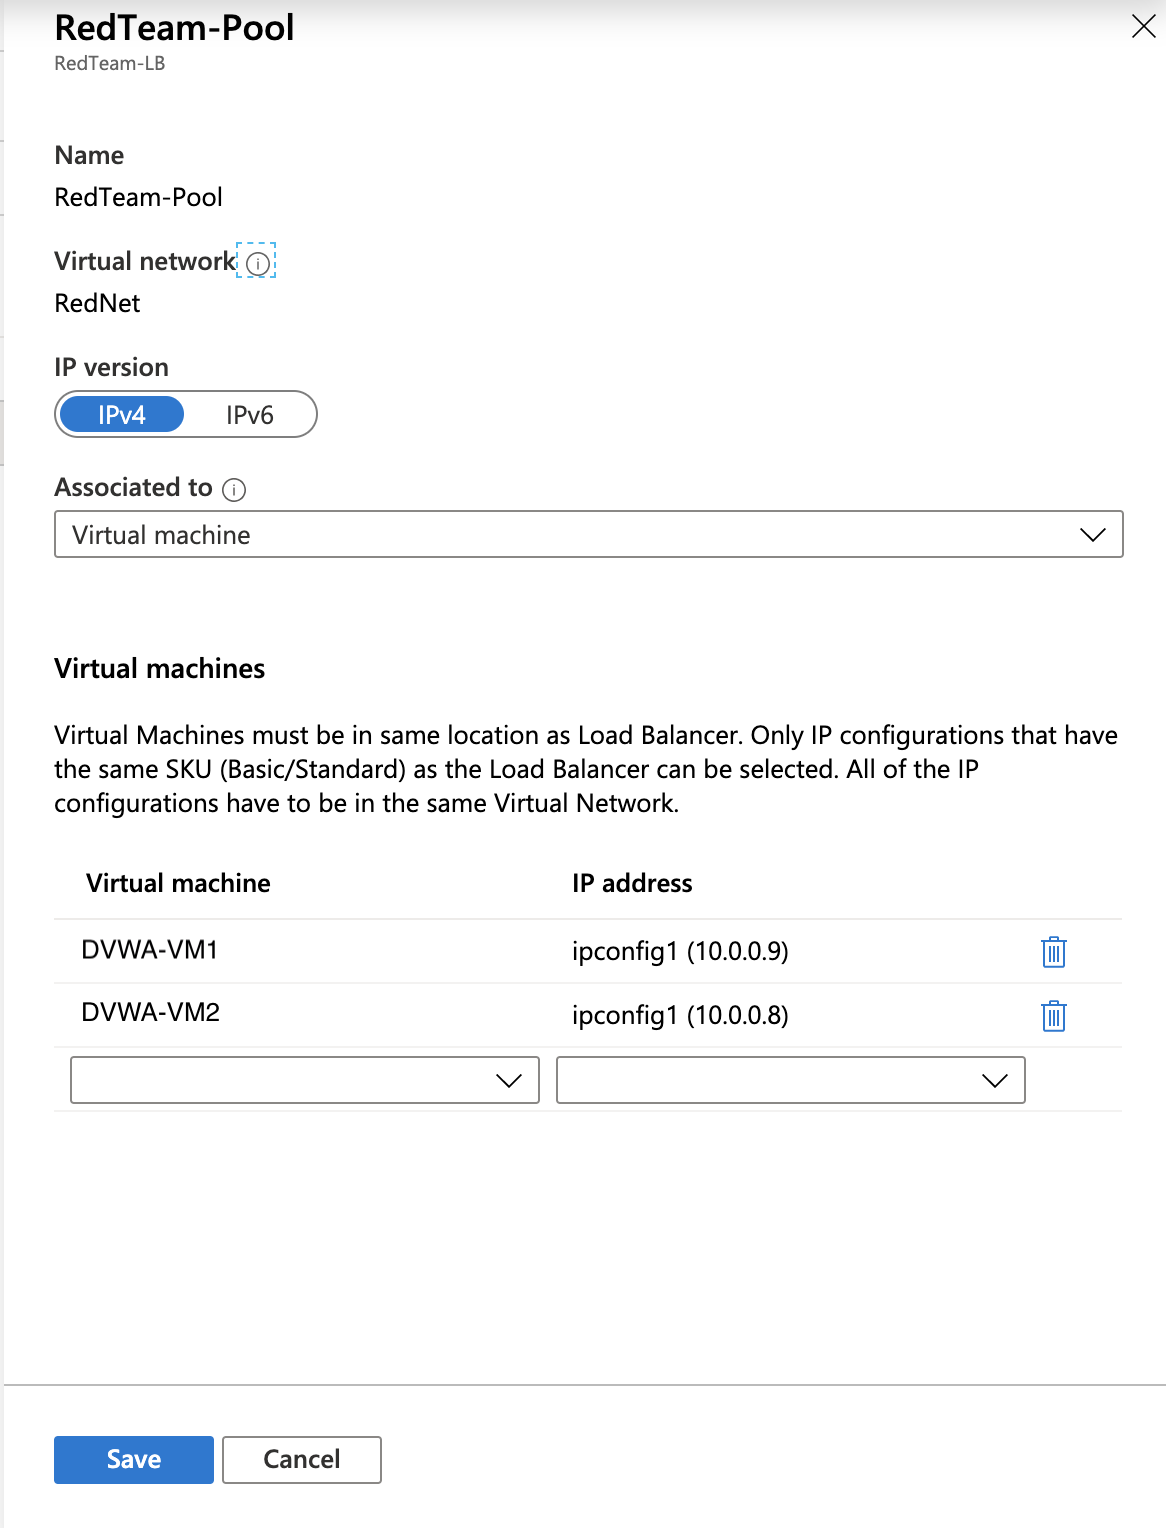 RedTeam-Pool
RedTeam-LB
Name
RedTeam-Pool
Virtual network
RedNet
IP version
IPv4 IPv6
Associated to
Virtual machine
Virtual machines
Virtual Machines must be in same location as Load Balancer. Only IP configurations that have
the same SKU (Basic/Standard) as the Load Balancer can be selected. All of the IP
configurations have to be in the same Virtual Network.
Virtual machine IP address
DVWA-VM1 ipconfig1 (10.0.0.9)
DVWA-VM2 ipconfig1 (10.0.0.8)
Save Cancel